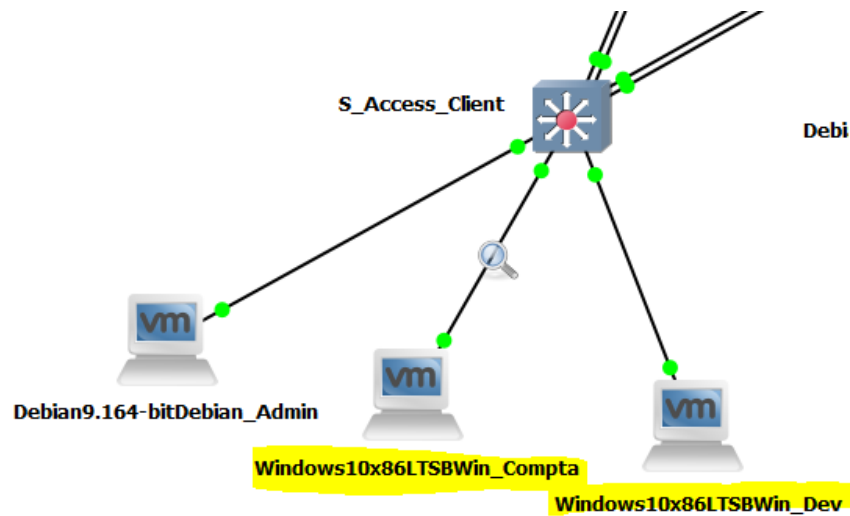 S_Access_Client
Debi
vm
Debian9.164-bitDebian_Admin
vm
Windows10x86LTSBWin_Compta
vm
Windows10x86LTSBWin_Dev